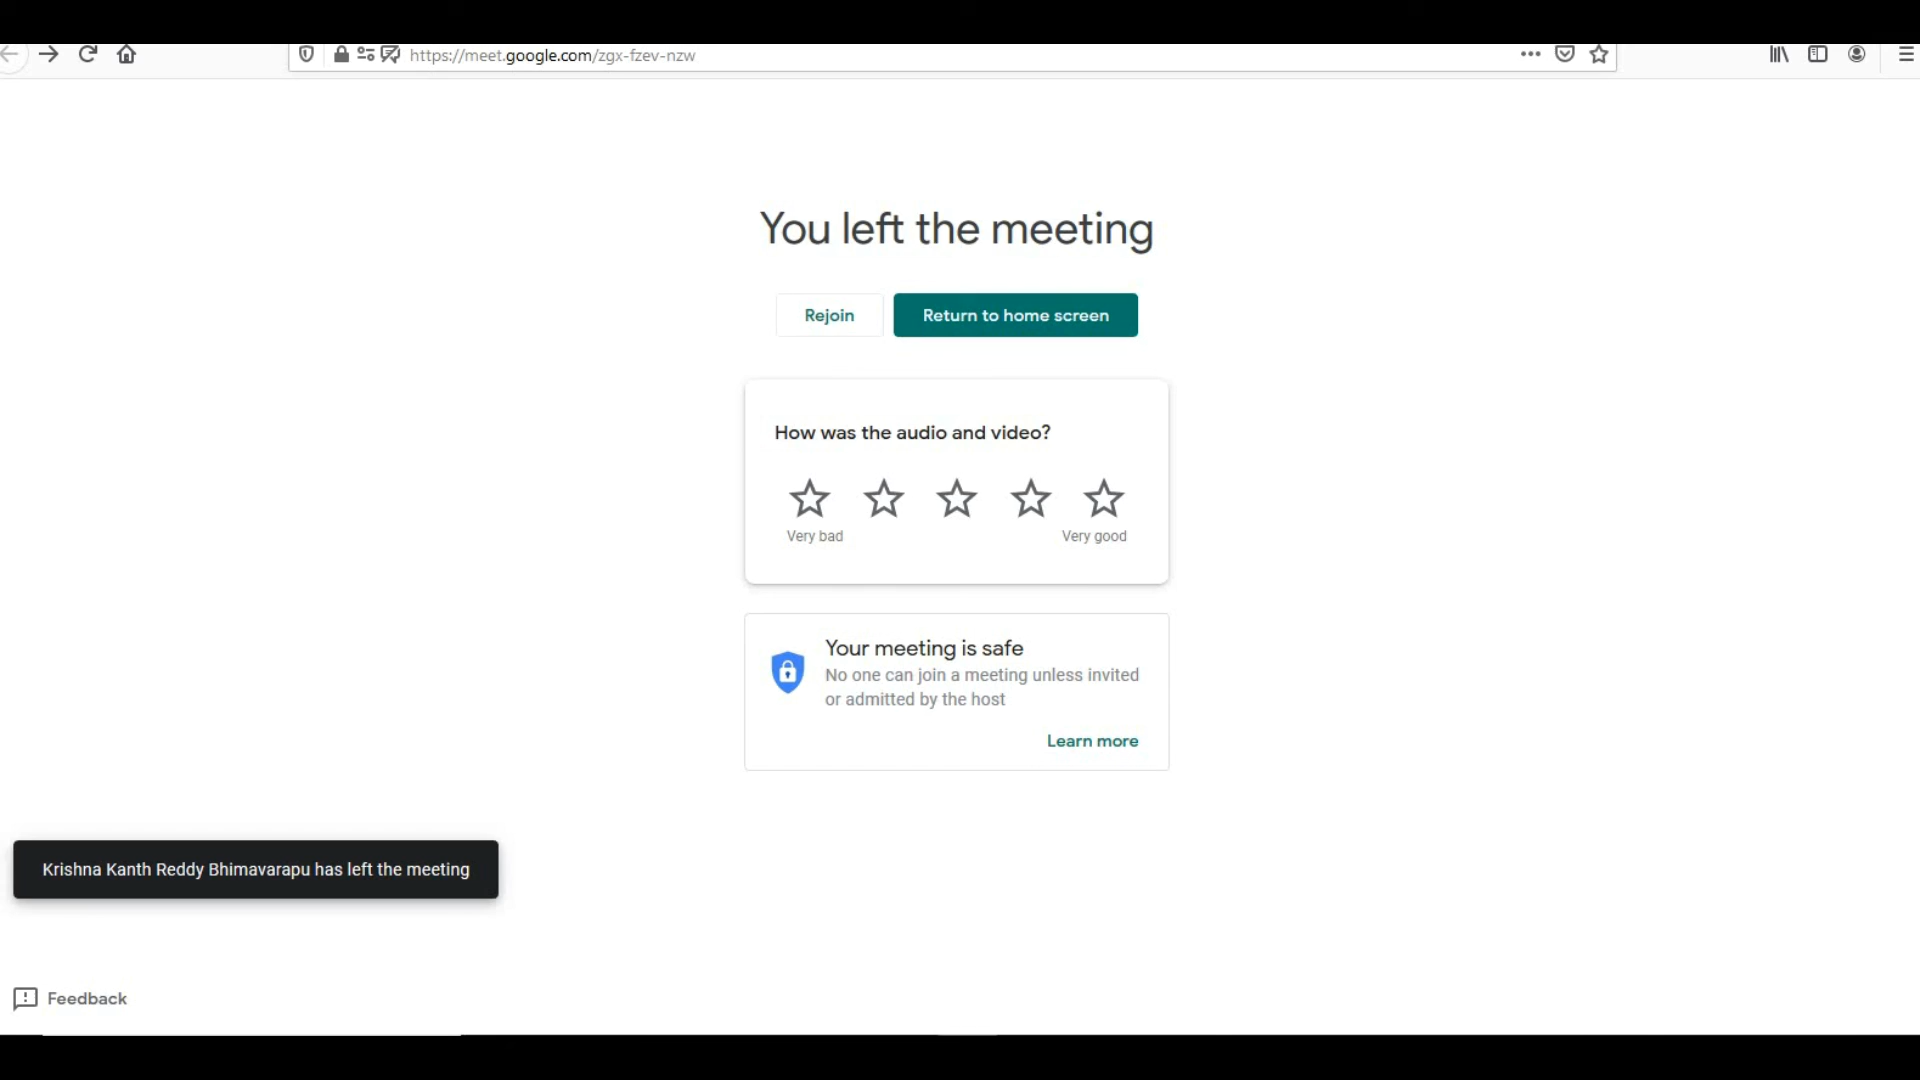 https://meet.google.com/zgx-fzev-nzw
You left the meeting
Rejoin
Return to home screen
How was the audio and video?
Very bad
Very good
Your meeting is safe
No one can join a meeting unless invited
or admitted by the host
Learn more
Krishna Kanth Reddy Bhimavarapu has left the meeting
Feedback